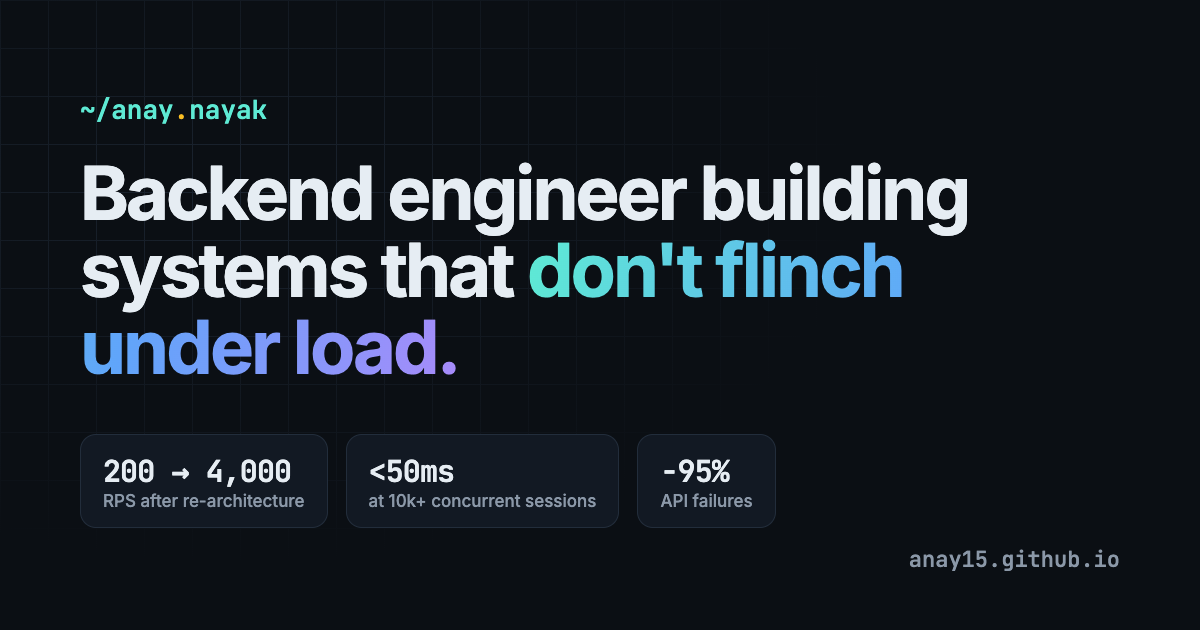 ~/anay.nayak
Backend engineer building
systems that don't flinch
under load.
200 → 4,000
RPS after re-architecture
<50ms
at 10k+ concurrent sessions
-95%
API failures
anay15.github.io